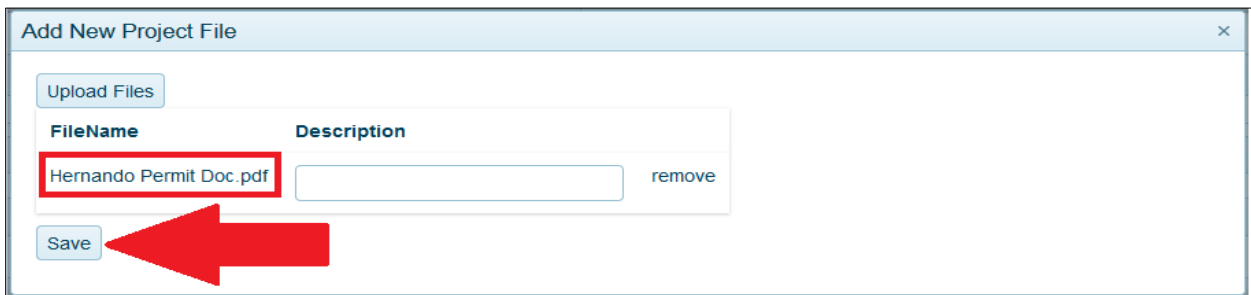 Add New Project File ×
Upload Files
FileName Description
Hernando Permit Doc.pdf remove
Save